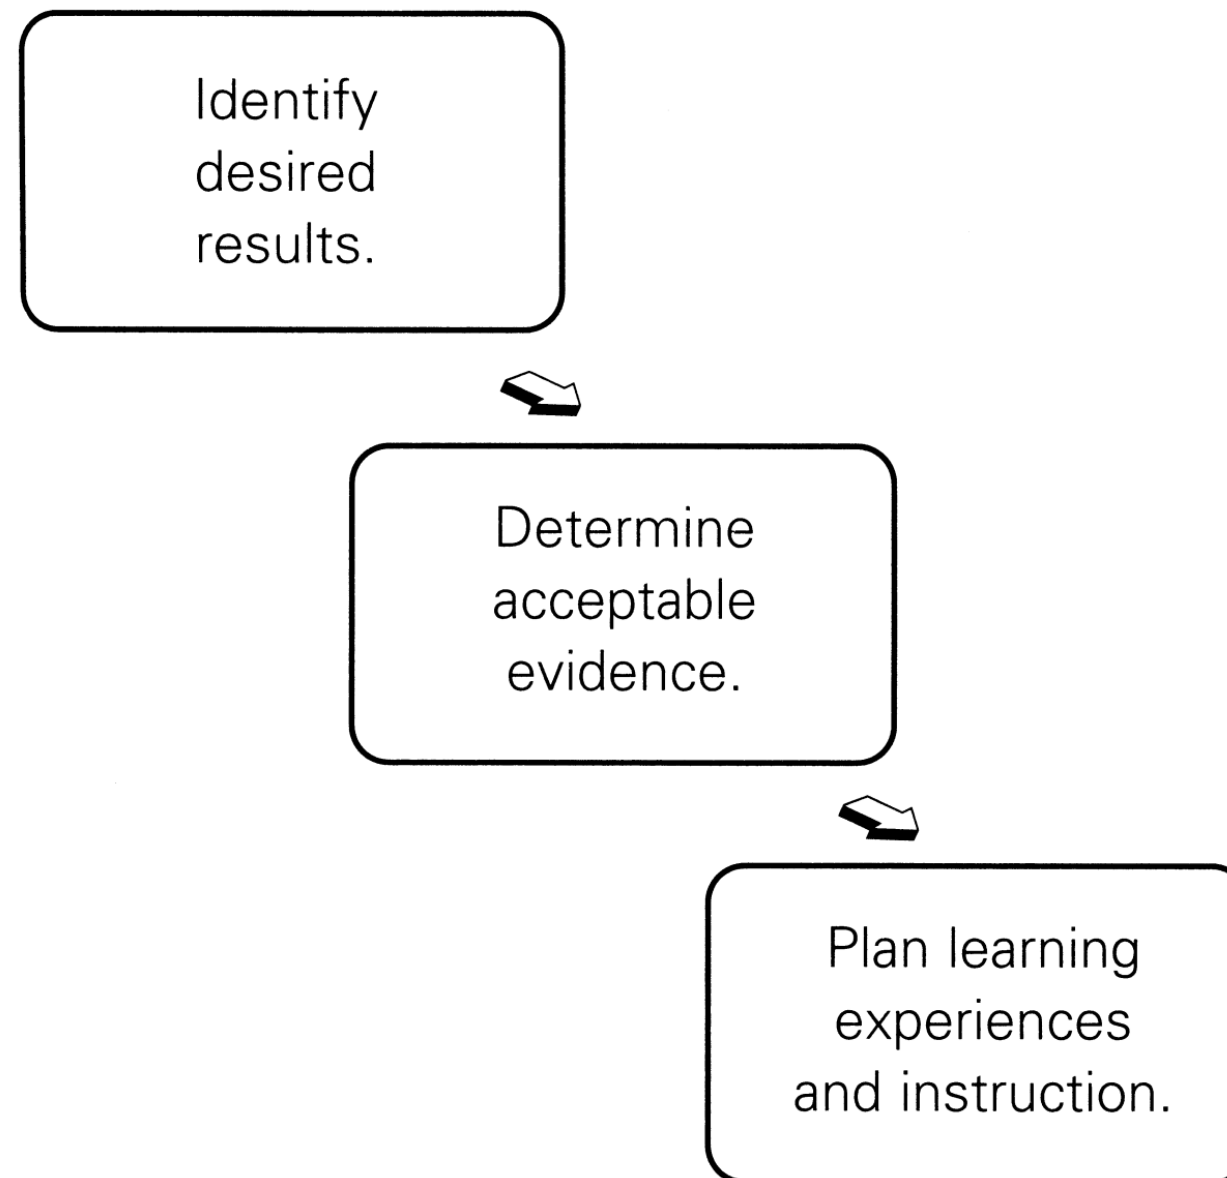 Identify
desired
results.
Determine
acceptable
evidence.
Plan learning
experiences
and instruction.